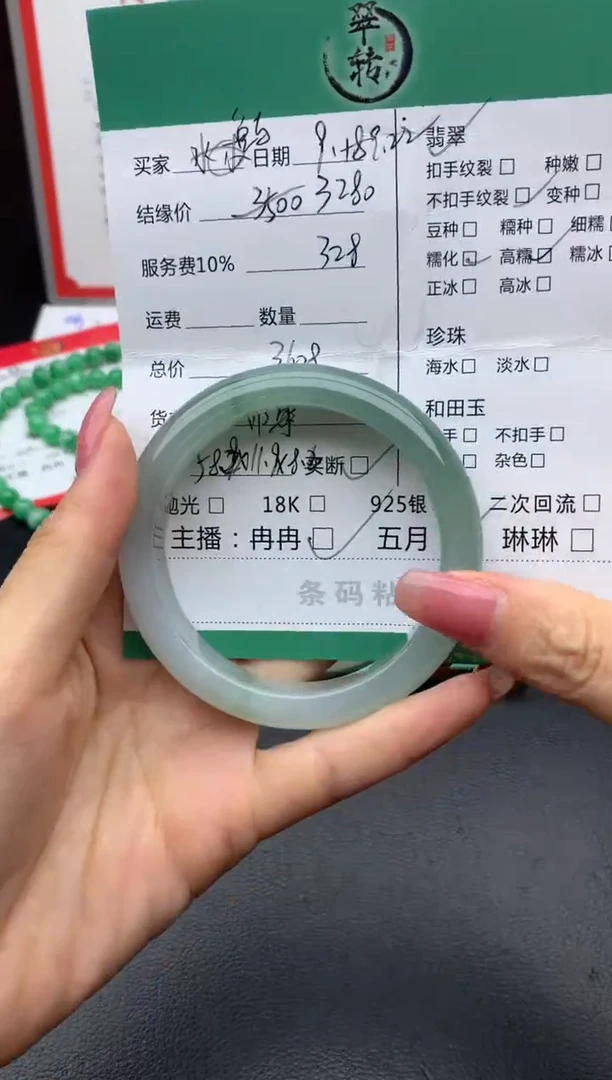 翠转
买家 日期
结缘价 3500 3280
服务费10% 328
运费 数量
总价 3608
货
断
抛光 18K 925银 二次回流
主播：冉冉 五月 琳琳
条码粘
翡翠
扣手纹裂 种嫩
不扣手纹裂 变种
豆种 糯种 细糯
糯化 高糯 糯冰
正冰 高冰
珍珠
海水 淡水
和田玉
手 不扣手
杂色